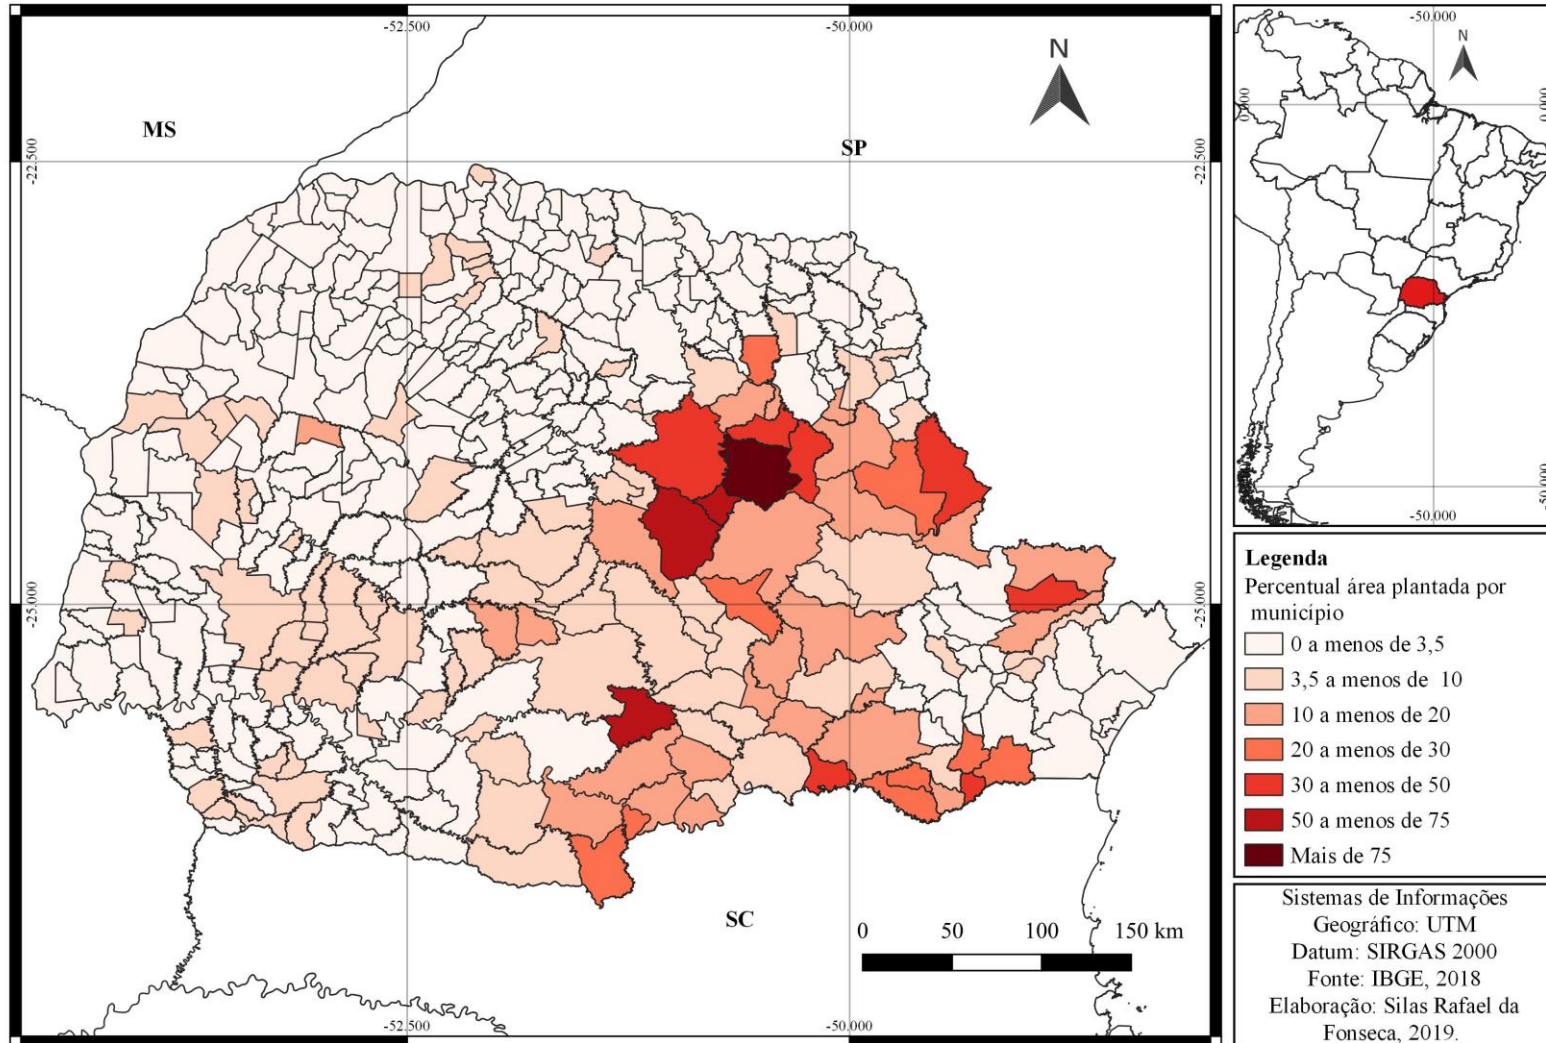 -52.500
-50.000
N
MS
SP
-22.500
-22.500
-25.000
-25.000
SC
0 50 100 150 km
-52.500
-50.000
-50.000
N
0.000
0.000
-50.000
-50.000
-50.000
Legenda
Percentual área plantada por
município
0 a menos de 3,5
3,5 a menos de 10
10 a menos de 20
20 a menos de 30
30 a menos de 50
50 a menos de 75
Mais de 75
Sistemas de Informações
Geográfico: UTM
Datum: SIRGAS 2000
Fonte: IBGE, 2018
Elaboração: Silas Rafael da
Fonseca, 2019.